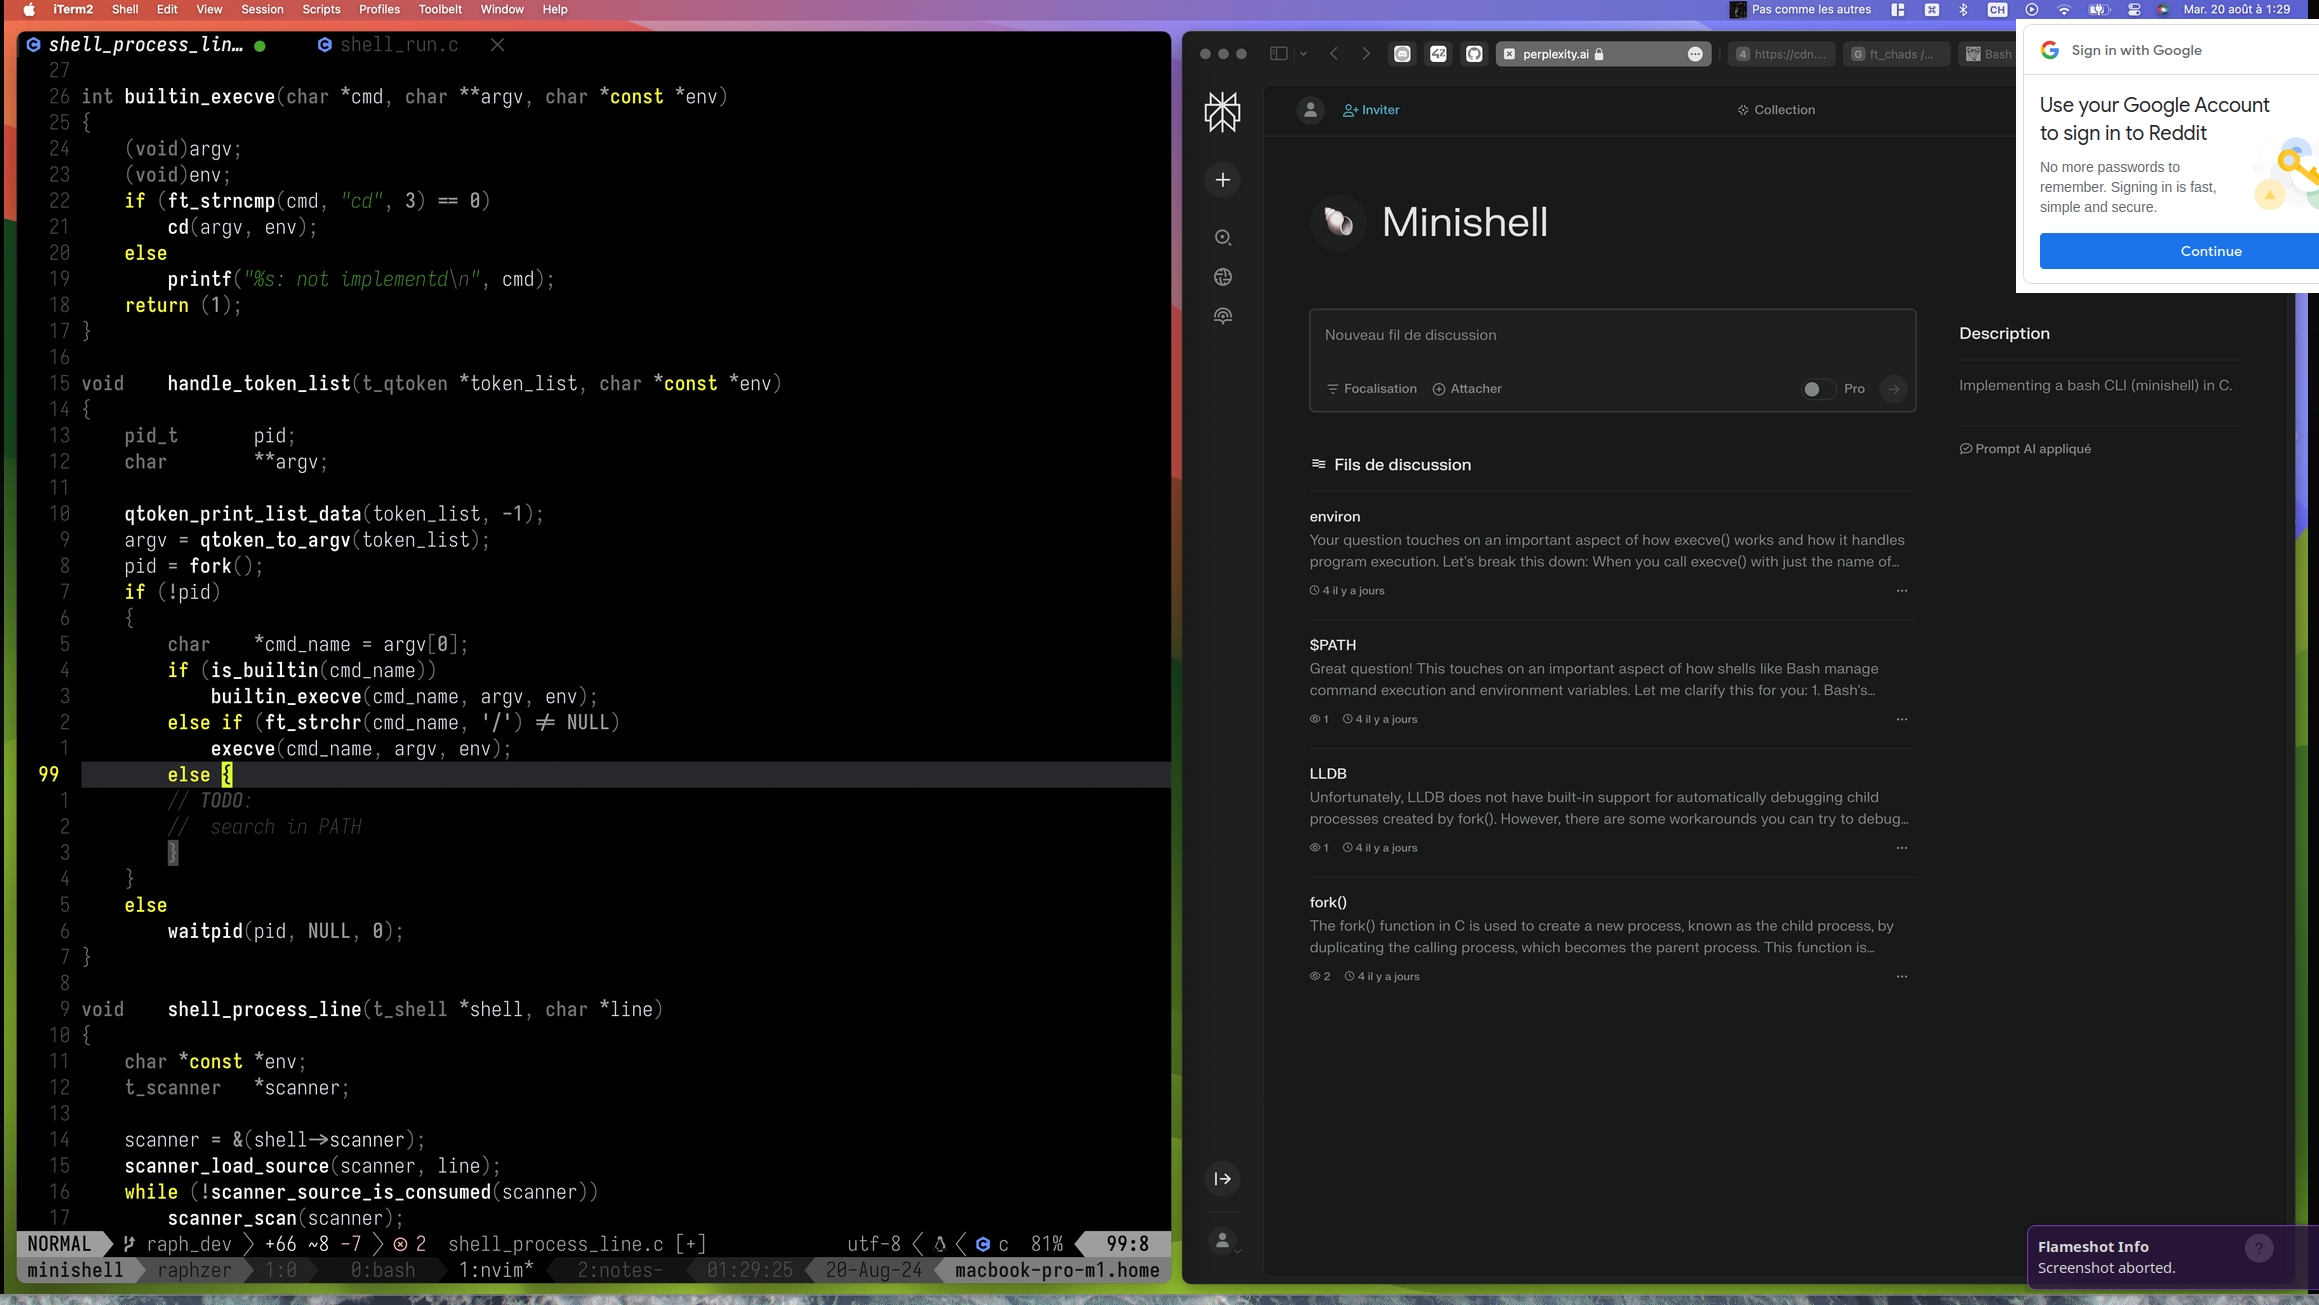 iTerm2 Shell Edit View Session Scripts Profiles Toolbelt Window Help
Pas comme les autres CH Mar. 20 août à 1:29
shell_process_lin… shell_run.c
27
26 int builtin_execve(char *cmd, char **argv, char *const *env)
25 {
24 (void)argv;
23 (void)env;
22 if (ft_strncmp(cmd, "cd", 3) == 0)
21 cd(argv, env);
20 else
19 printf("%s: not implementd\n", cmd);
18 return (1);
17 }
16
15 void handle_token_list(t_qtoken *token_list, char *const *env)
14 {
13 pid_t pid;
12 char **argv;
11
10 qtoken_print_list_data(token_list, -1);
9 argv = qtoken_to_argv(token_list);
8 pid = fork();
7 if (!pid)
6 {
5 char *cmd_name = argv[0];
4 if (is_builtin(cmd_name))
3 builtin_execve(cmd_name, argv, env);
2 else if (ft_strchr(cmd_name, '/') ≠ NULL)
1 execve(cmd_name, argv, env);
99 else {
1 // TODO:
2 // search in PATH
3 }
4 }
5 else
6 waitpid(pid, NULL, 0);
7 }
8
9 void shell_process_line(t_shell *shell, char *line)
10 {
11 char *const *env;
12 t_scanner *scanner;
13
14 scanner = &(shell→scanner);
15 scanner_load_source(scanner, line);
16 while (!scanner_source_is_consumed(scanner))
17 scanner_scan(scanner);
NORMAL raph_dev +66 ~8 -7 2 shell_process_line.c [+] utf-8 c 81% 99:8
minishell raphzer 1:0 0:bash 1:nvim* 2:notes- 01:29:25 20-Aug-24 macbook-pro-m1.home
perplexity.ai 4 https://cdn.… G ft_chads /… Bash
Inviter
Collection
Minishell
Nouveau fil de discussion
Focalisation Attacher Pro
Description
Implementing a bash CLI (minishell) in C.
Prompt AI appliqué
Fils de discussion
environ
Your question touches on an important aspect of how execve() works and how it handles
program execution. Let's break this down: When you call execve() with just the name of…
4 il y a jours
$PATH
Great question! This touches on an important aspect of how shells like Bash manage
command execution and environment variables. Let me clarify this for you: 1. Bash's…
1 4 il y a jours
LLDB
Unfortunately, LLDB does not have built-in support for automatically debugging child
processes created by fork(). However, there are some workarounds you can try to debug…
1 4 il y a jours
fork()
The fork() function in C is used to create a new process, known as the child process, by
duplicating the calling process, which becomes the parent process. This function is…
2 4 il y a jours
Sign in with Google
Use your Google Account
to sign in to Reddit
No more passwords to
remember. Signing in is fast,
simple and secure.
Continue
Flameshot Info
Screenshot aborted.
?